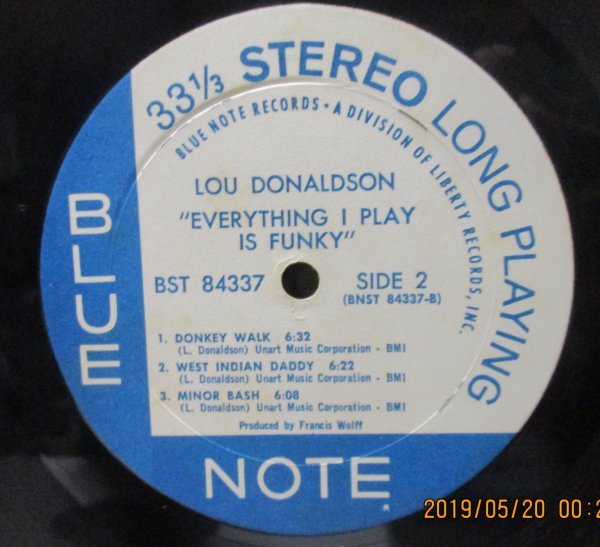 33 1/3 STEREO LONG PLAYING
BLUE NOTE RECORDS • A DIVISION OF LIBERTY RECORDS, INC.
LOU DONALDSON
"EVERYTHING I PLAY
IS FUNKY"
BST 84337
SIDE 2
(BNST 84337-B)
1. DONKEY WALK 6:32
(L. Donaldson) Unart Music Corporation - BMI
2. WEST INDIAN DADDY 6:22
(L. Donaldson) Unart Music Corporation - BMI
3. MINOR BASH 6:08
(L. Donaldson) Unart Music Corporation - BMI
Produced by Francis Wolff
BLUE
NOTE
2019/05/20 00:2